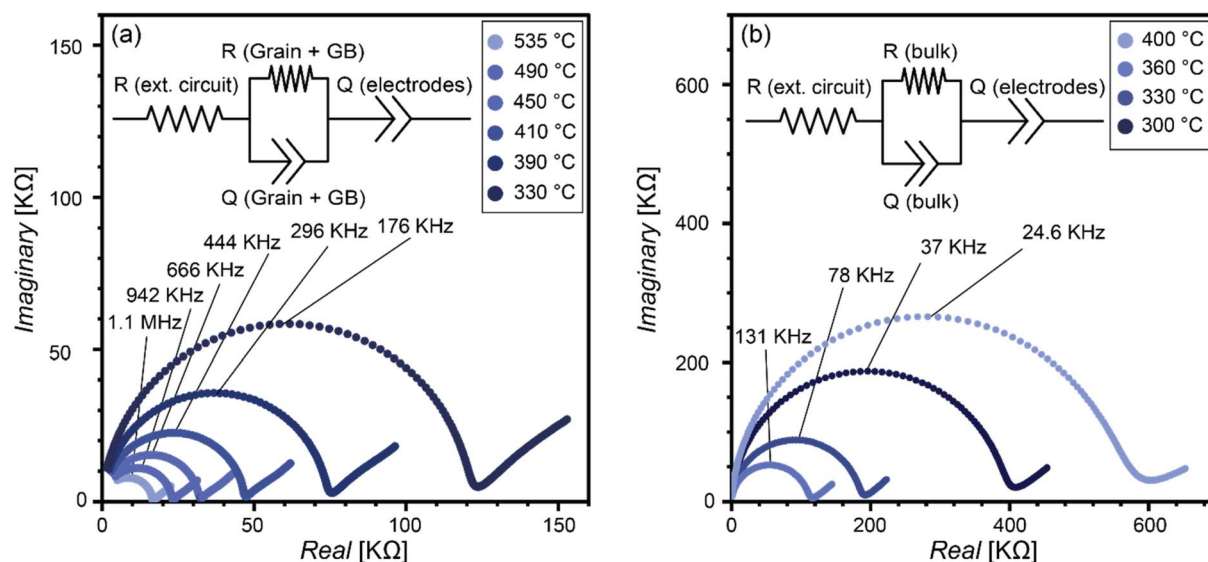 (a)
R (Grain + GB)
R (ext. circuit)
Q (electrodes)
Q (Grain + GB)
535 °C
490 °C
450 °C
410 °C
390 °C
330 °C
176 KHz
296 KHz
444 KHz
666 KHz
942 KHz
1.1 MHz
Imaginary [KΩ]
150
100
50
0
0
50
100
150
Real [KΩ]
(b)
R (bulk)
R (ext. circuit)
Q (electrodes)
Q (bulk)
400 °C
360 °C
330 °C
300 °C
24.6 KHz
37 KHz
78 KHz
131 KHz
Imaginary [KΩ]
600
400
200
0
0
200
400
600
Real [KΩ]